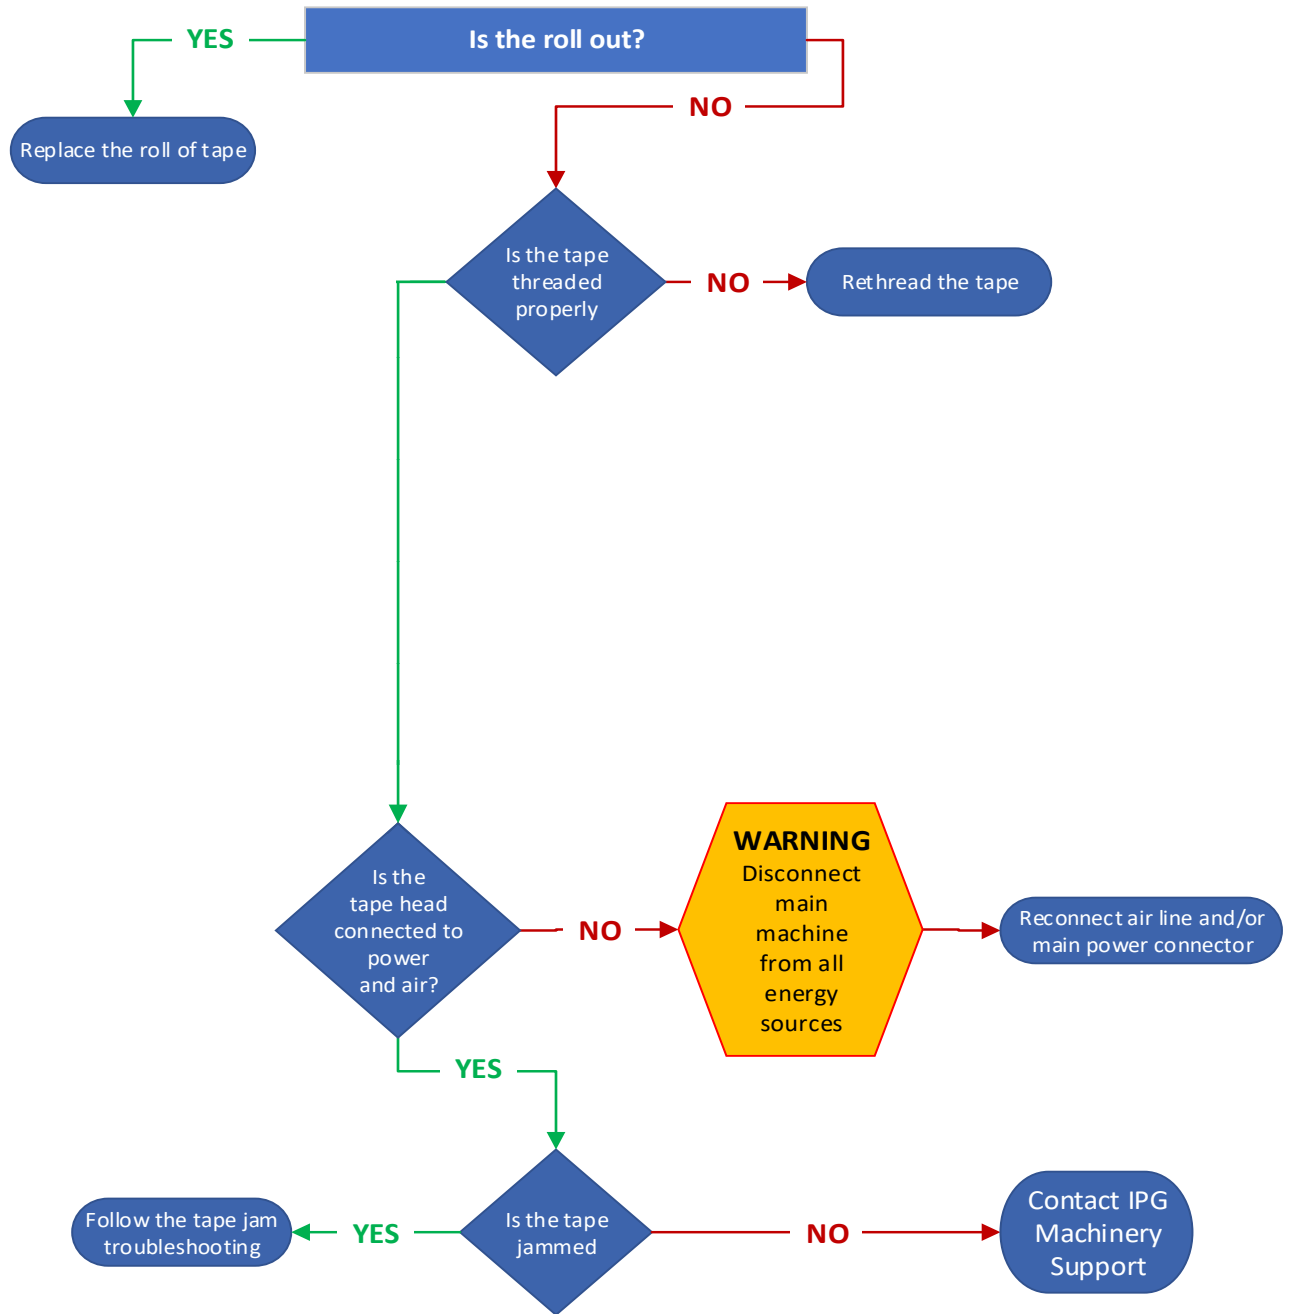 YES
Is the roll out?
NO
Replace the roll of tape
Is the tape
threaded
properly
NO
Rethread the tape
Is the
tape head
connected to
power
and air?
NO
WARNING
Disconnect
main
machine
from all
energy
sources
Reconnect air line and/or
main power connector
YES
Follow the tape jam
troubleshooting
YES
Is the tape
jammed
NO
Contact IPG
Machinery
Support